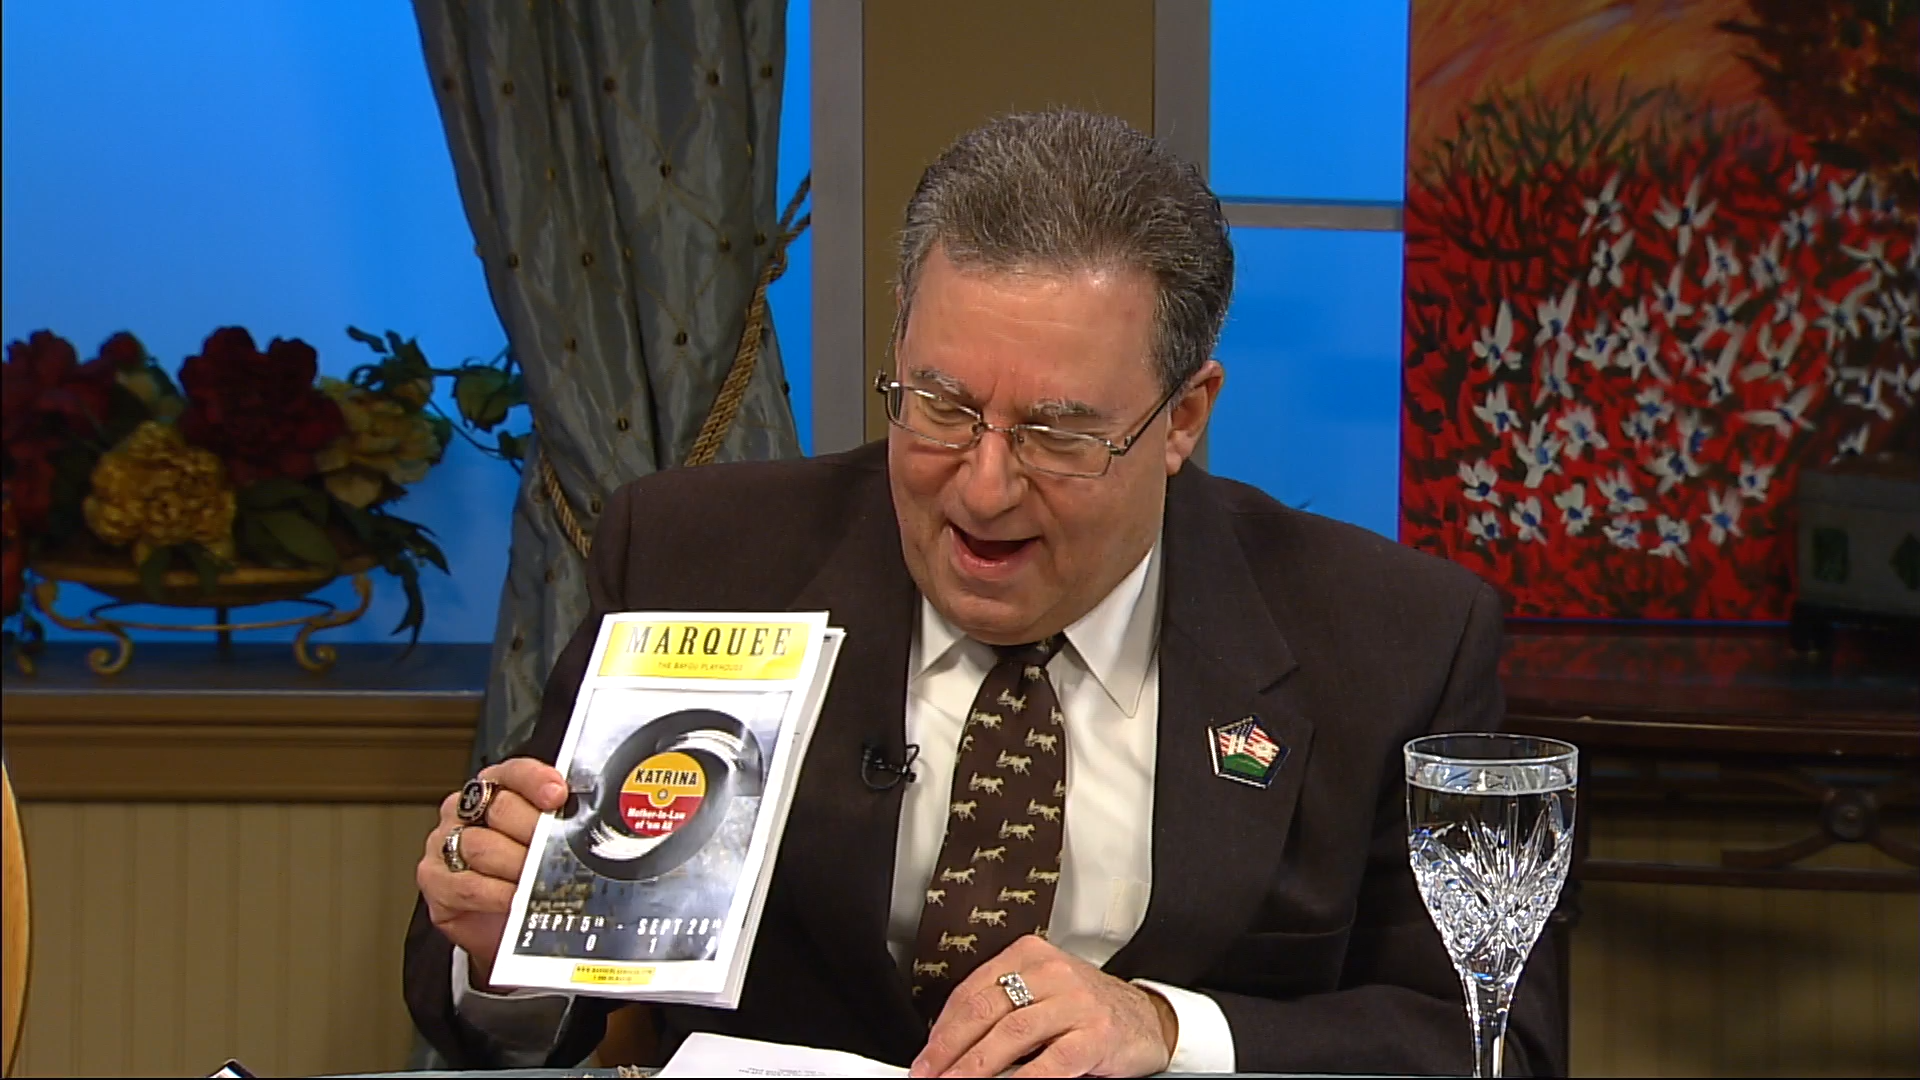 MARQUEE
THE BAYOU PLAYHOUSE
KATRINA
Mother-In-Law
of 'em All
SEPT 5th - SEPT 28th
2 0 1 4